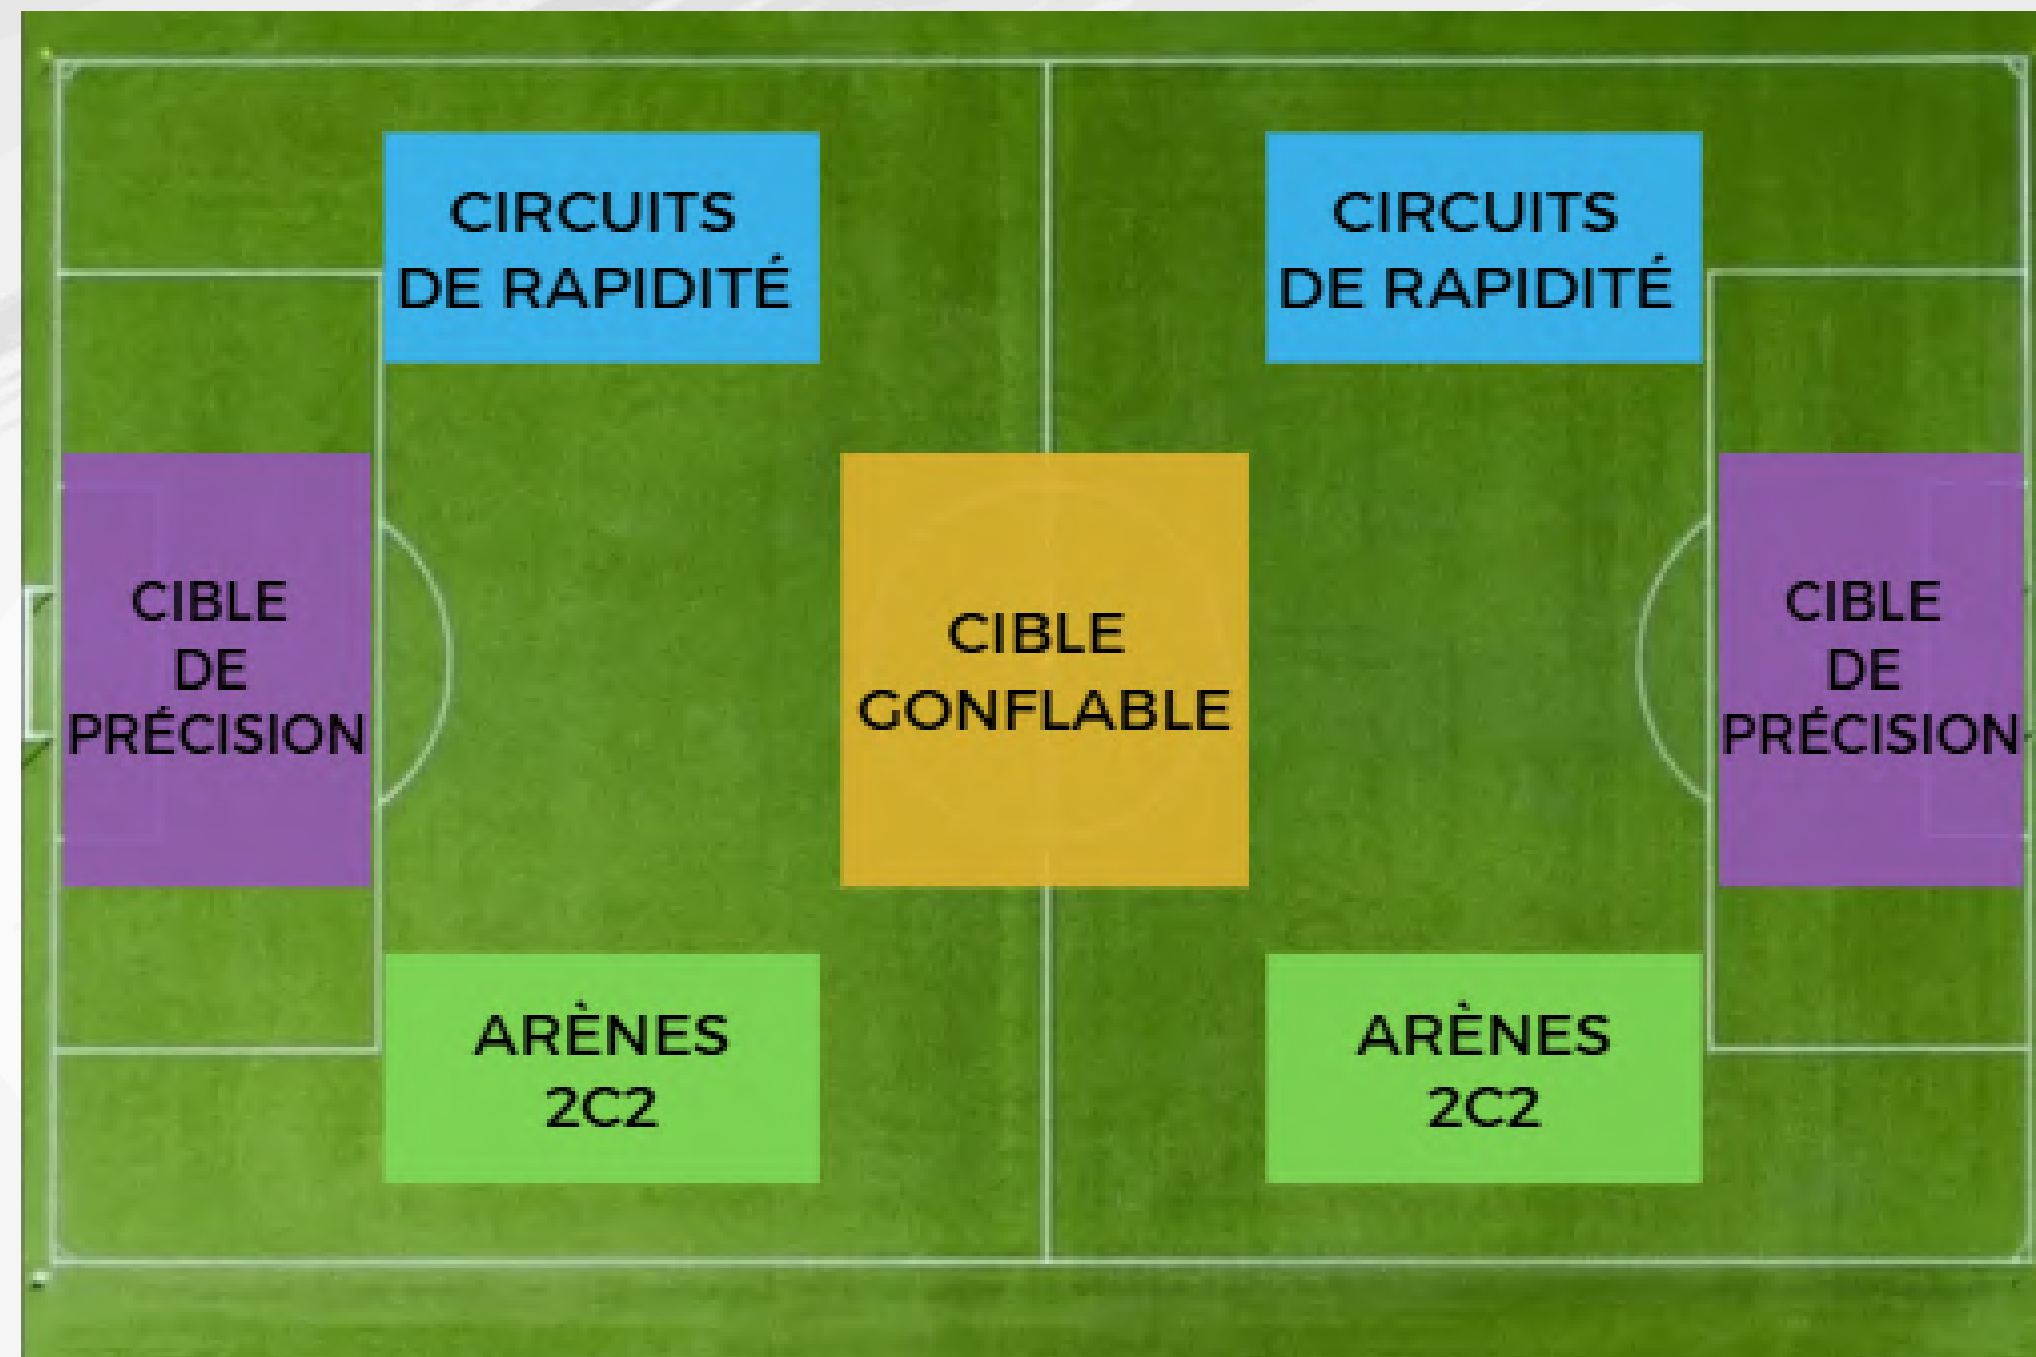 CIRCUITS
DE RAPIDITÉ
CIRCUITS
DE RAPIDITÉ
CIBLE
DE
PRÉCISION
CIBLE
GONFLABLE
CIBLE
DE
PRÉCISION
ARÈNES
2C2
ARÈNES
2C2